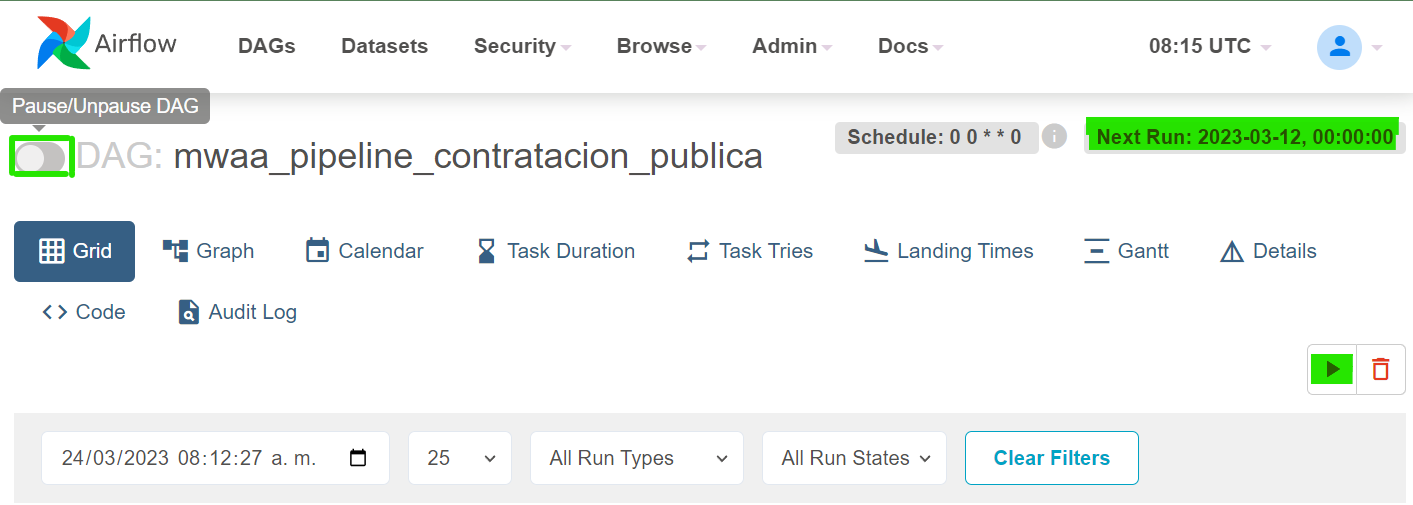 Airflow DAGs Datasets Security Browse Admin Docs 08:15 UTC
Pause/Unpause DAG
DAG: mwaa_pipeline_contratacion_publica Schedule: 0 0 * * 0 i Next Run: 2023-03-12, 00:00:00
Grid Graph Calendar Task Duration Task Tries Landing Times Gantt Details
Code Audit Log
24/03/2023 08:12:27 a. m. 25 All Run Types All Run States Clear Filters